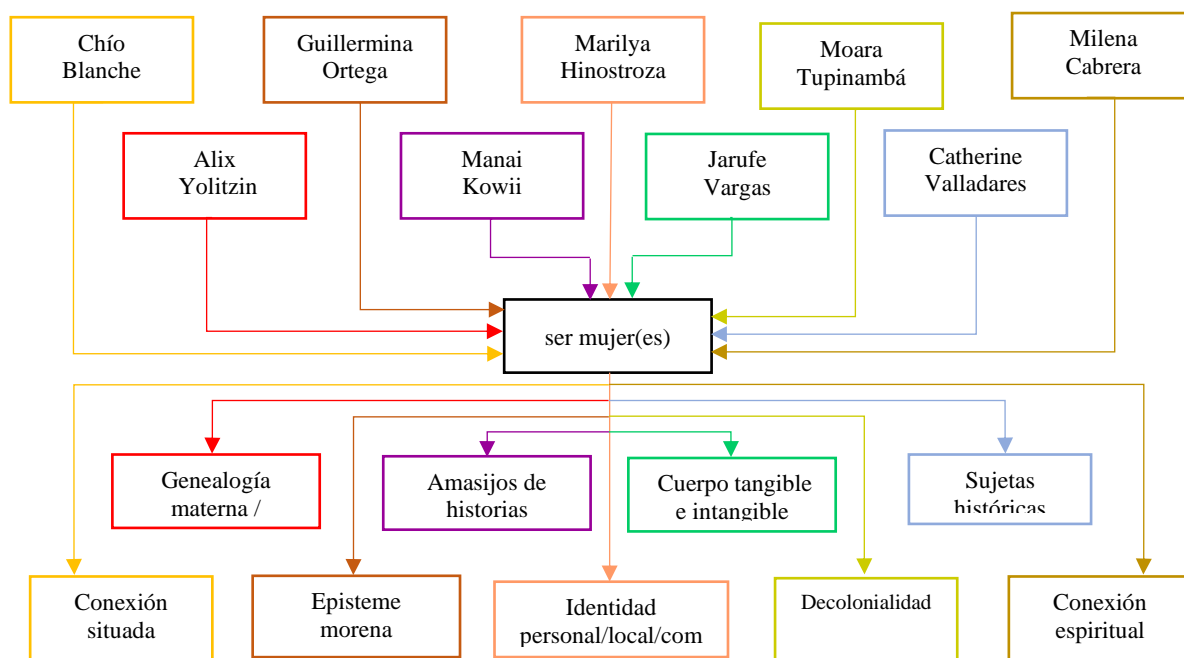 Chío
Blanche
Guillermina
Ortega
Marilya
Hinostroza
Moara
Tupinambá
Milena
Cabrera
Alix
Yolitzin
Manai
Kowii
Jarufe
Vargas
Catherine
Valladares
ser mujer(es)
Genealogía
materna /
Amasijos de
historias
Cuerpo tangible
e intangible
Sujetas
históricas
Conexión
situada
Episteme
morena
Identidad
personal/local/com
Decolonialidad
Conexión
espiritual